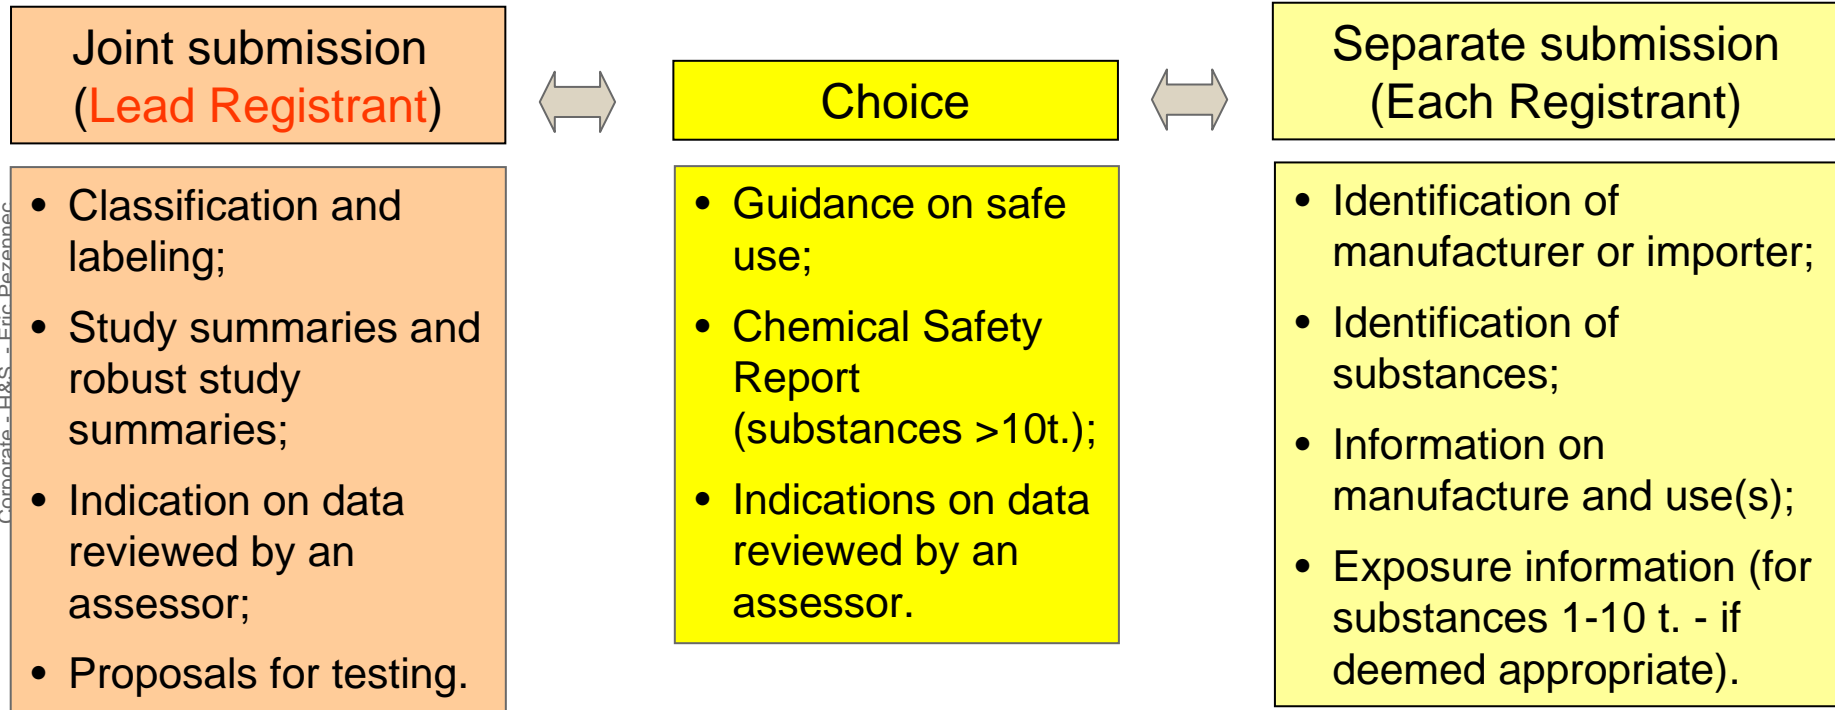 Joint submission
(Lead Registrant)
Choice
Separate submission
(Each Registrant)
• Classification and
labeling;
• Study summaries and
robust study
summaries;
• Indication on data
reviewed by an
assessor;
• Proposals for testing.
• Guidance on safe
use;
• Chemical Safety
Report
(substances >10t.);
• Indications on data
reviewed by an
assessor.
• Identification of
manufacturer or importer;
• Identification of
substances;
• Information on
manufacture and use(s);
• Exposure information (for
substances 1-10 t. - if
deemed appropriate).
Corporate - H&S - Eric Pezennec